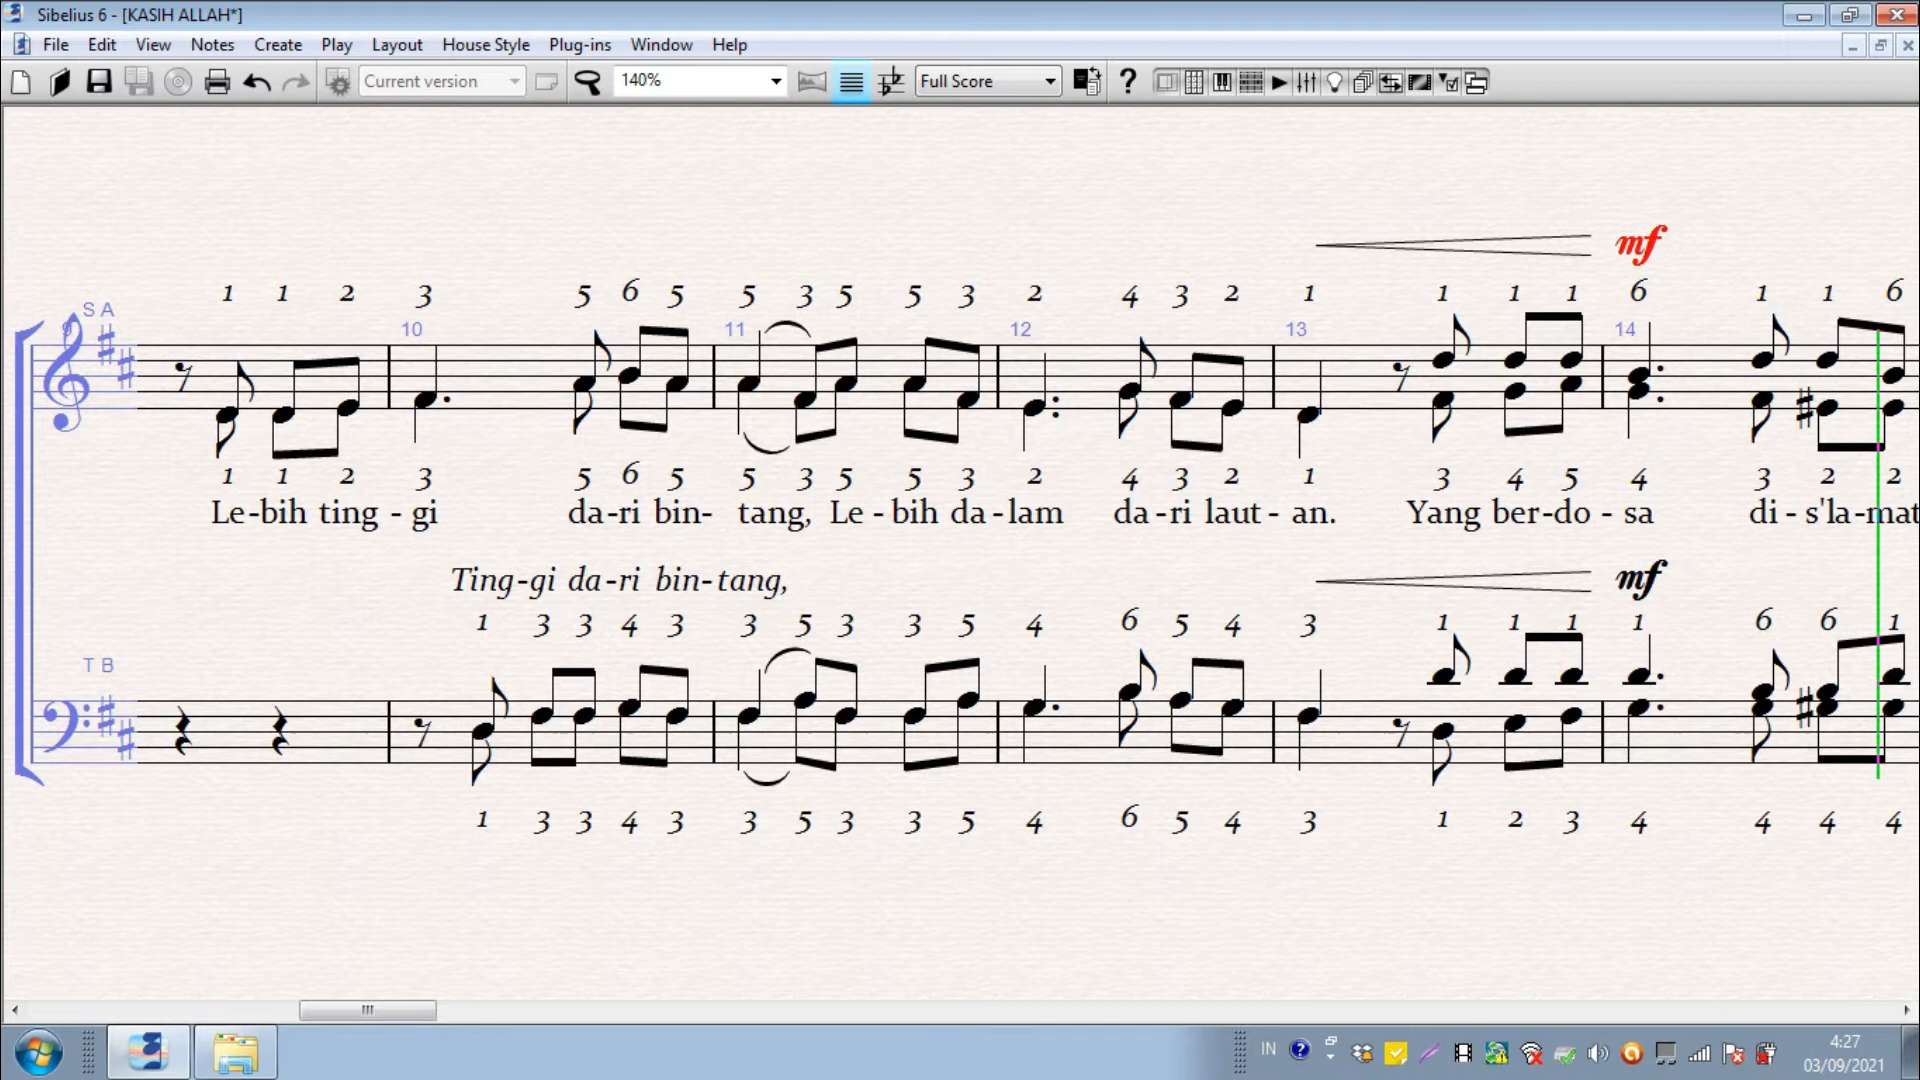 Sibelius 6 - [KASIH ALLAH*]
File Edit View Notes Create Play Layout House Style Plug-ins Window Help
Current version 140% Full Score ?
mf
1 1 2 3 5 6 5 5 3 5 5 3 2 4 3 2 1 1 1 1 6 1 1 6
S A
9 10 11 12 13 14
1 1 2 3 5 6 5 5 3 5 5 3 2 4 3 2 1 3 4 5 4 3 2 2
Le-bih ting - gi da-ri bin- tang, Le - bih da-lam da-ri laut - an. Yang ber-do - sa di - s'la-mat
Ting-gi da-ri bin-tang, mf
1 3 3 4 3 3 5 3 3 5 4 6 5 4 3 1 1 1 1 6 6 1
T B
1 3 3 4 3 3 5 3 3 5 4 6 5 4 3 1 2 3 4 4 4 4
IN ? 4:27
03/09/2021